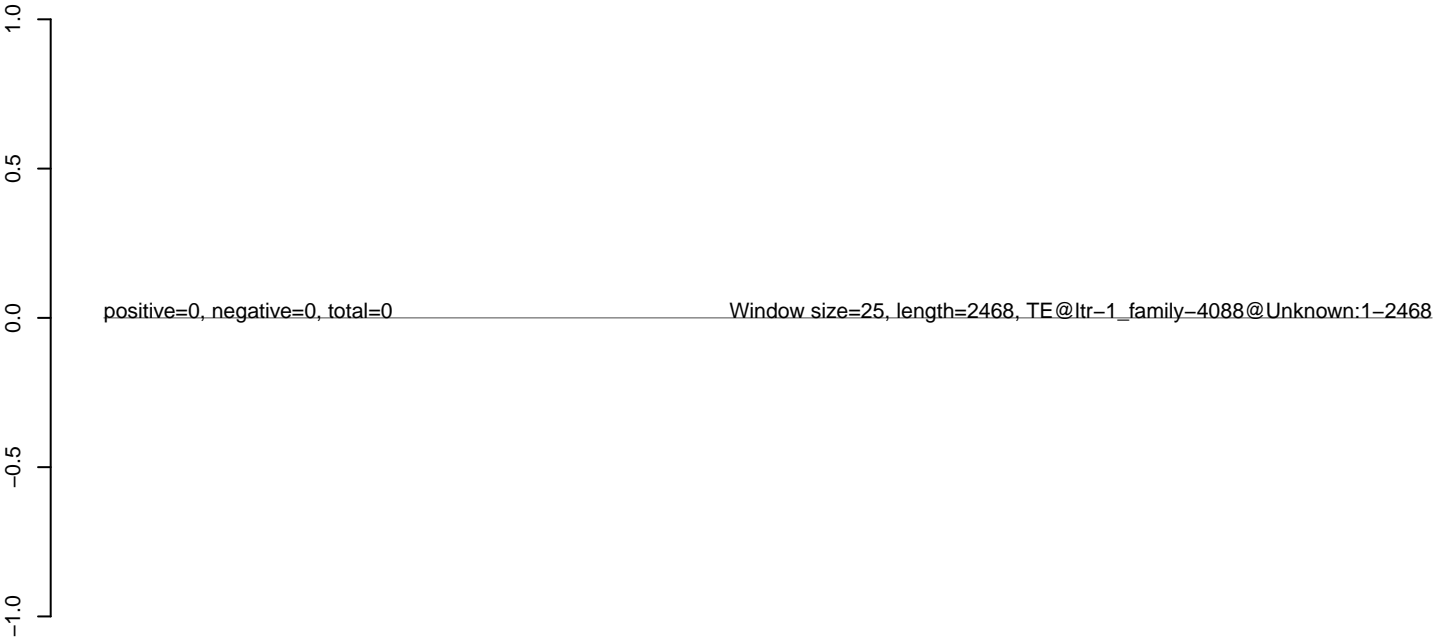 1.0
0.5
positive=0, negative=0, total=0
Window size=25, length=2468, TE@ltr−1_family−4088@Unknown:1−2468
0.0
−0.5
−1.0